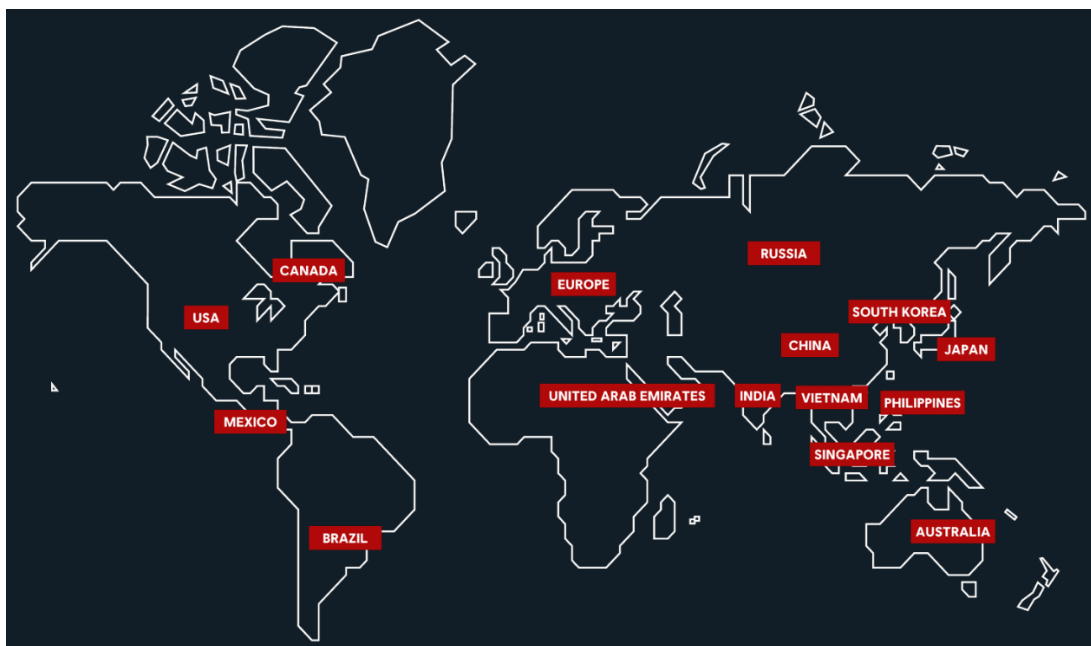 RUSSIA
CANADA
EUROPE
SOUTH KOREA
USA
CHINA
JAPAN
UNITED ARAB EMIRATES
INDIA
VIETNAM
PHILIPPINES
MEXICO
SINGAPORE
AUSTRALIA
BRAZIL